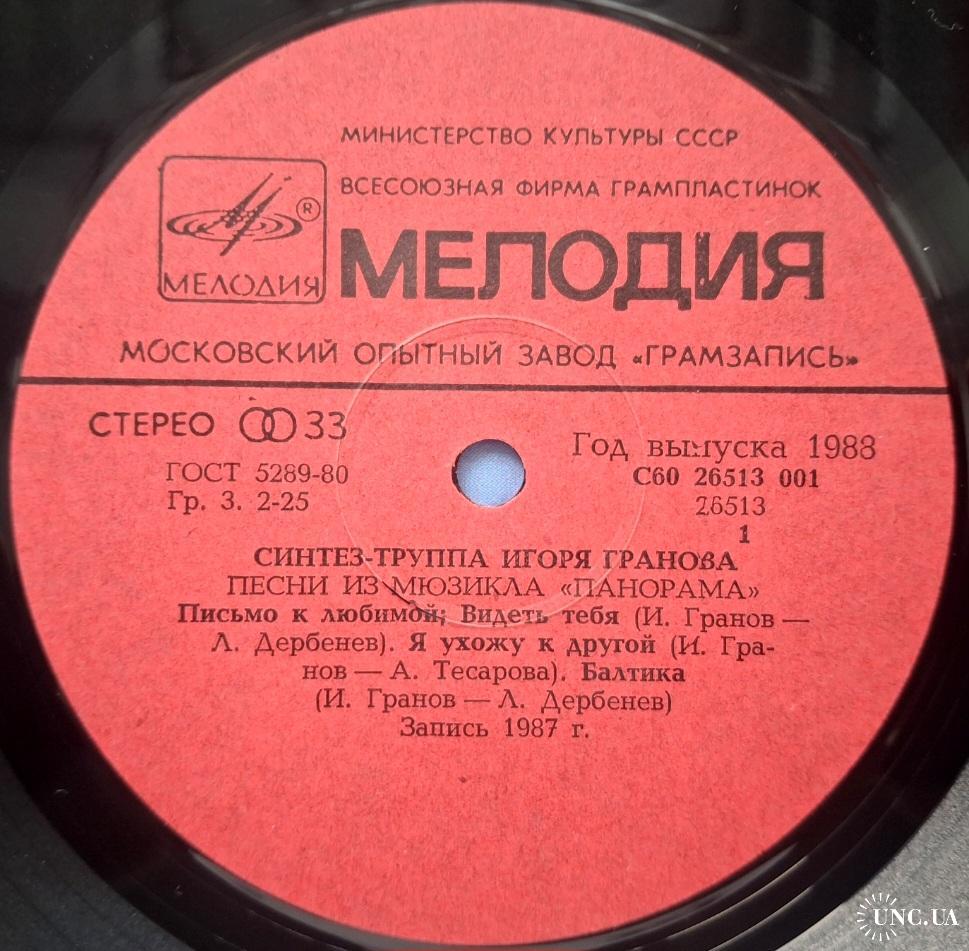 МИНИСТЕРСТВО КУЛЬТУРЫ СССР
ВСЕСОЮЗНАЯ ФИРМА ГРАМПЛАСТИНОК
®
МЕЛОДИЯ
МЕЛОДИЯ
МОСКОВСКИЙ ОПЫТНЫЙ ЗАВОД «ГРАМЗАПИСЬ»
СТЕРЕО 33
Год выпуска 1988
ГОСТ 5289-80
С60 26513 001
Гр. 3. 2-25
26513
1
СИНТЕЗ-ТРУППА ИГОРЯ ГРАНОВА
ПЕСНИ ИЗ МЮЗИКЛА «ПАНОРАМА»
Письмо к любимой; Видеть тебя (И. Гранов —
Л. Дербенев). Я ухожу к другой (И. Гра-
нов — А. Тесарова). Балтика
(И. Гранов — Л. Дербенев)
Запись 1987 г.
UNC.UA